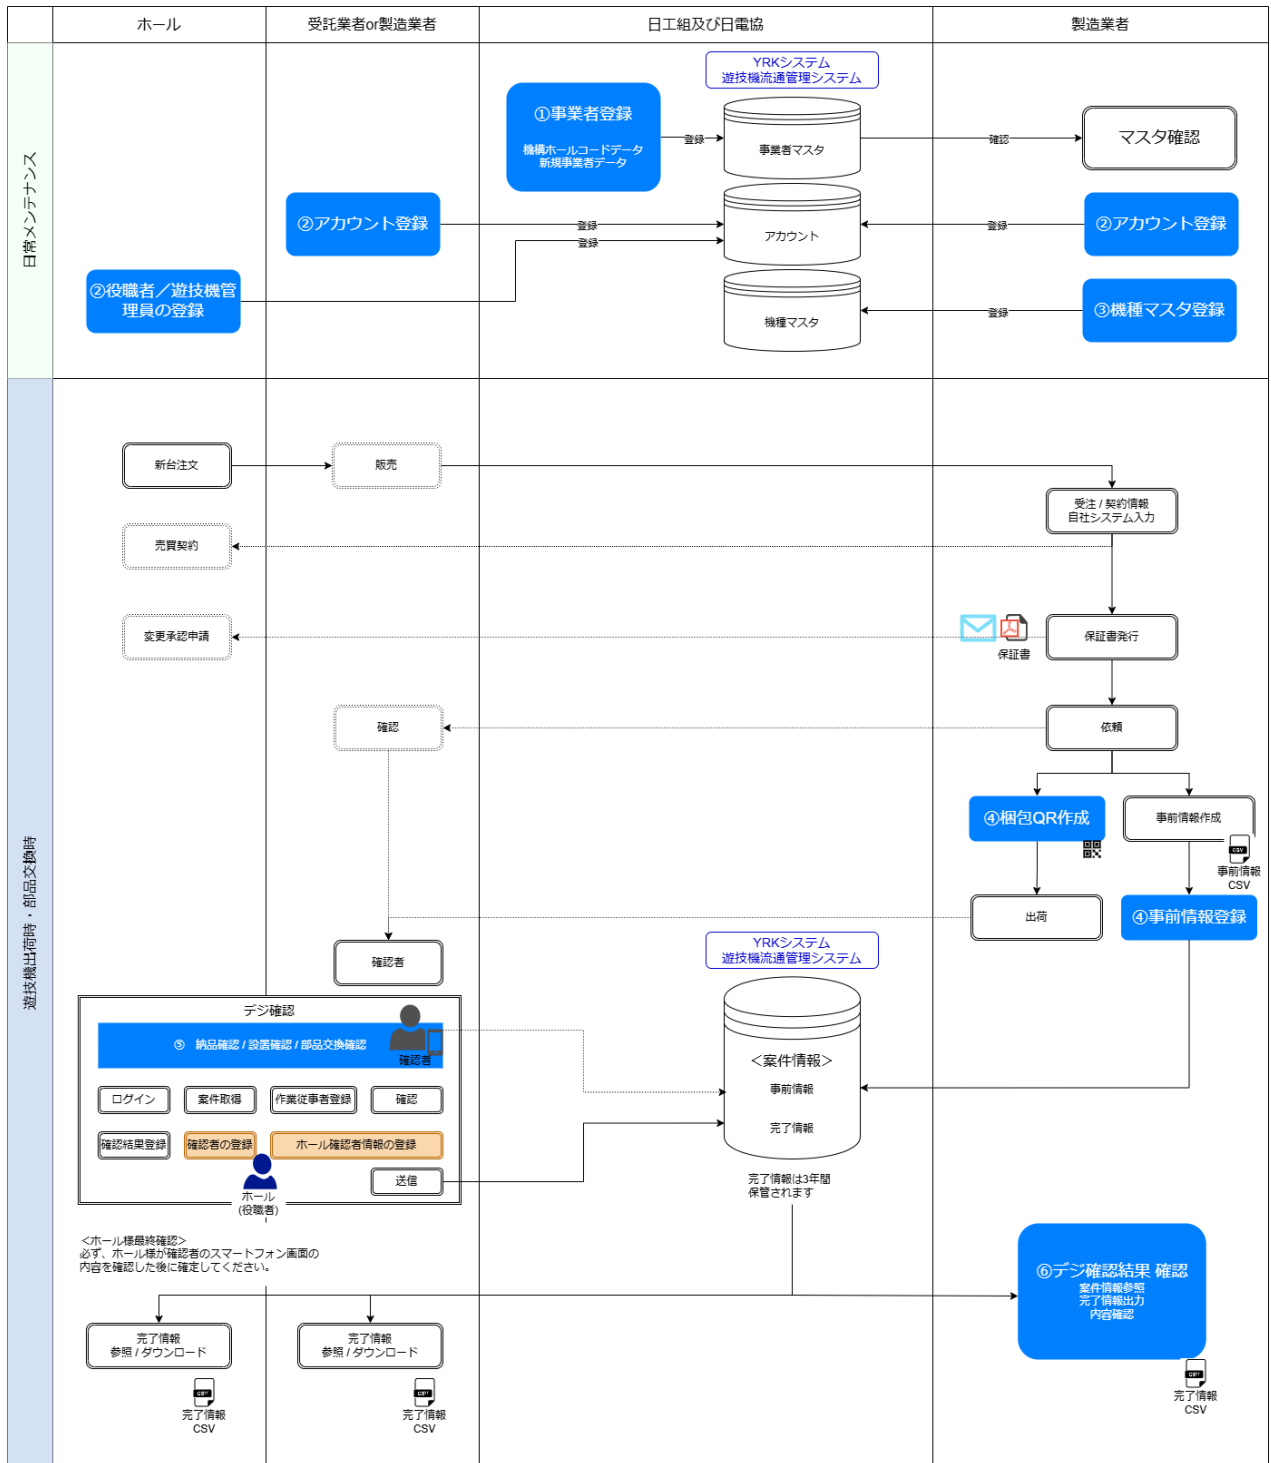 ホール
受託業者or製造業者
日工組及び日電協
製造業者
日常メンテナンス
YRKシステム
遊技機流通管理システム
①事業者登録
機構ホールコードデータ
新規事業者データ
登録
事業者マスタ
確認
マスタ確認
②アカウント登録
登録
登録
アカウント
登録
②アカウント登録
②役職者／遊技機管
理員の登録
機種マスタ
登録
③機種マスタ登録
遊技機出荷時・部品交換時
新台注文
販売
受注 / 契約情報
自社システム入力
売買契約
変更承認申請
保証書
保証書発行
確認
依頼
④梱包QR作成
事前情報作成
CSV
事前情報
CSV
出荷
④事前情報登録
確認者
YRKシステム
遊技機流通管理システム
デジ確認
⑤　納品確認 / 設置確認 / 部品交換確認
確認者
＜案件情報＞
事前情報
完了情報
ログイン
案件取得
作業従事者登録
確認
確認結果登録
確認者の登録
ホール確認者情報の登録
送信
ホール
(役職者)
完了情報は3年間
保管されます
＜ホール様最終確認＞
必ず、ホール様が確認者のスマートフォン画面の
内容を確認した後に確定してください。
⑥デジ確認結果 確認
案件情報参照
完了情報出力
内容確認
完了情報
参照 / ダウンロード
完了情報
参照 / ダウンロード
CSV
完了情報
CSV
CSV
完了情報
CSV
CSV
完了情報
CSV